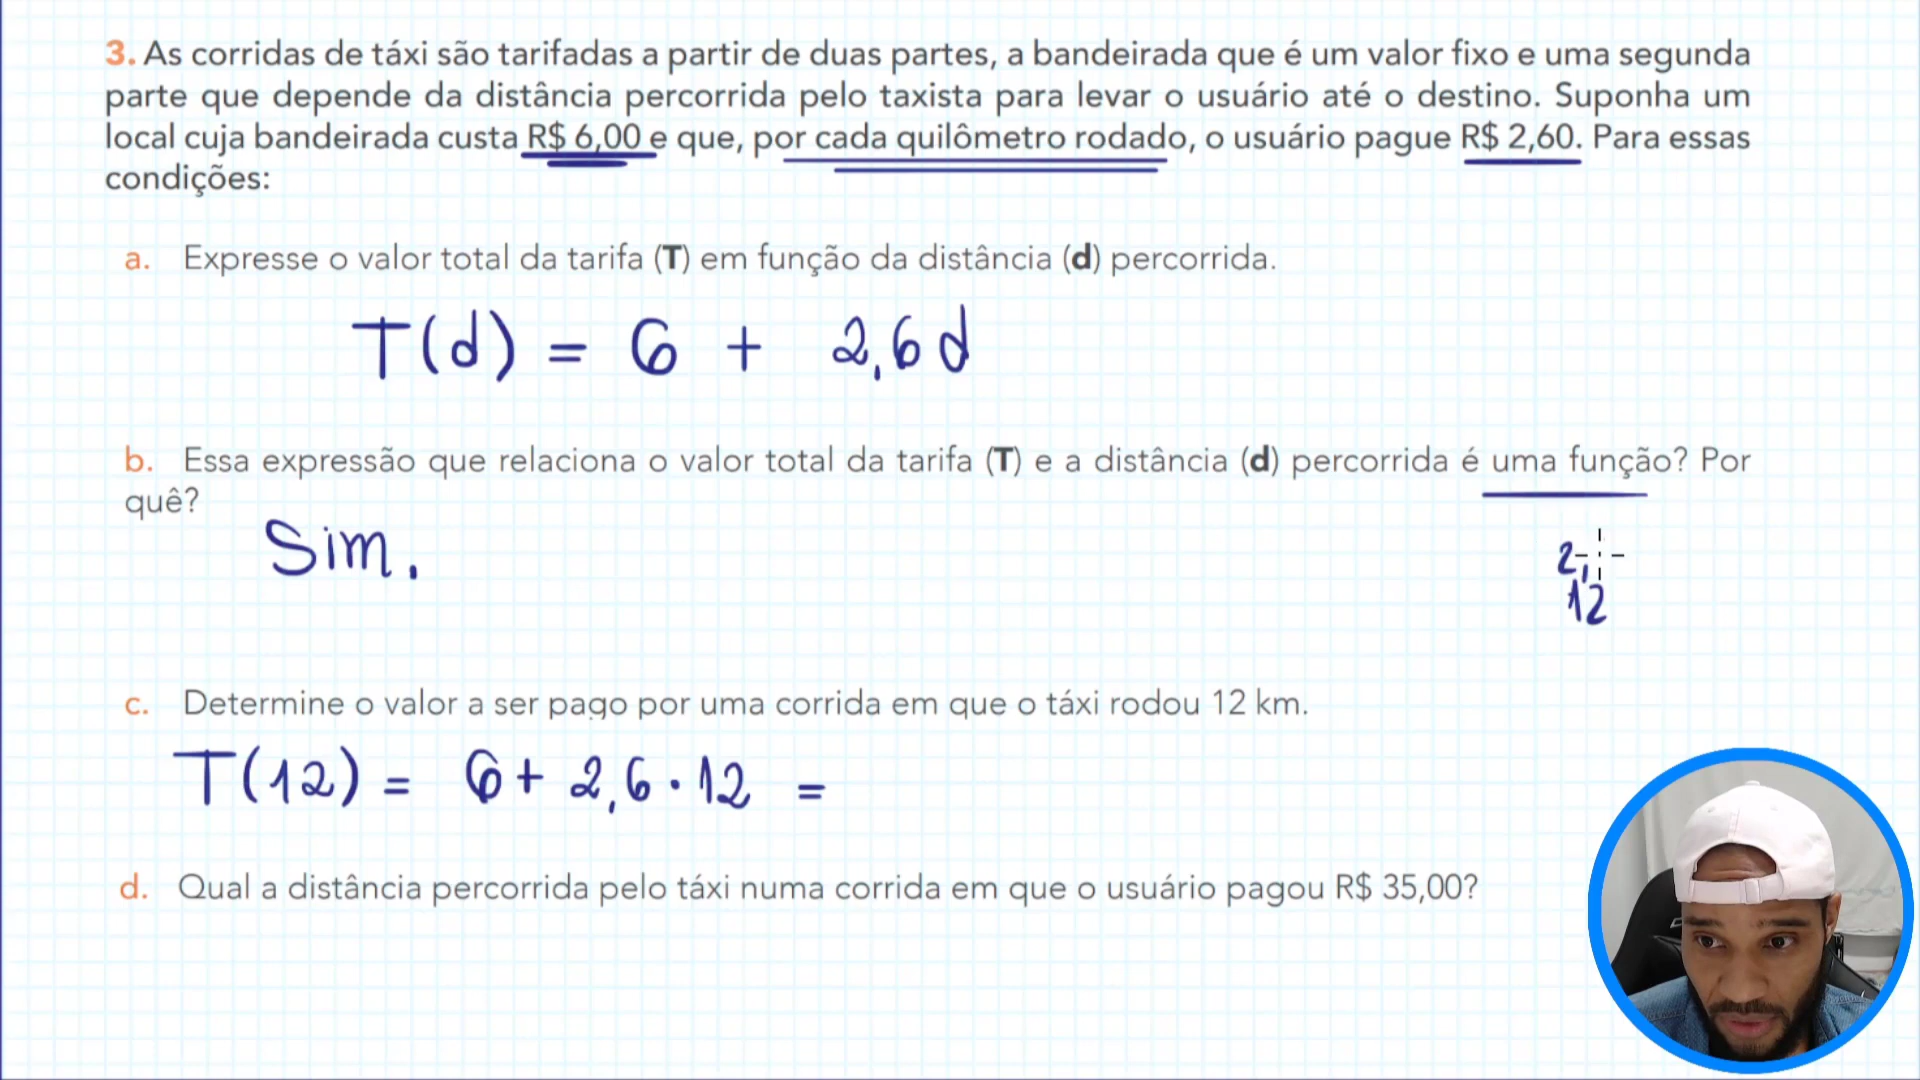 3. As corridas de táxi são tarifadas a partir de duas partes, a bandeirada que é um valor fixo e uma segunda
parte que depende da distância percorrida pelo taxista para levar o usuário até o destino. Suponha um
local cuja bandeirada custa R$ 6,00 e que, por cada quilômetro rodado, o usuário pague R$ 2,60. Para essas
condições:
a. Expresse o valor total da tarifa (T) em função da distância (d) percorrida.
T(d) = 6 + 2,6 d
b. Essa expressão que relaciona o valor total da tarifa (T) e a distância (d) percorrida é uma função? Por
quê?
Sim.
2,
12
c. Determine o valor a ser pago por uma corrida em que o táxi rodou 12 km.
T(12) = 6 + 2,6 · 12 =
d. Qual a distância percorrida pelo táxi numa corrida em que o usuário pagou R$ 35,00?